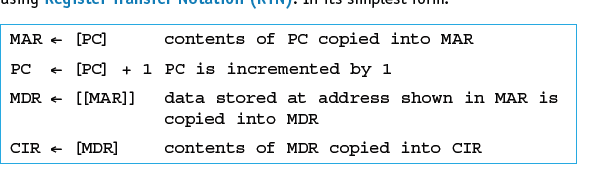 using Register Transfer Notation (RTN). In its simplest form:
MAR ← [PC] contents of PC copied into MAR
PC ← [PC] + 1 PC is incremented by 1
MDR ← [[MAR]] data stored at address shown in MAR is
copied into MDR
CIR ← [MDR] contents of MDR copied into CIR